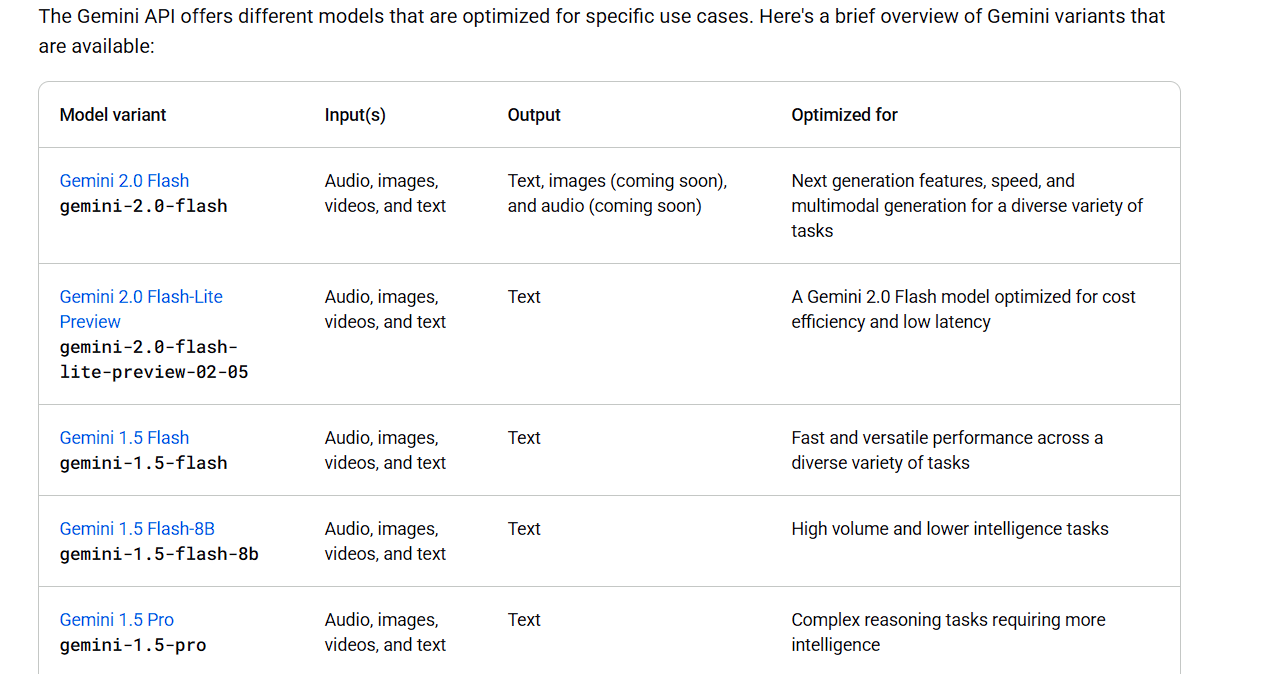 The Gemini API offers different models that are optimized for specific use cases. Here's a brief overview of Gemini variants that
are available:
Model variant Input(s) Output Optimized for
Gemini 2.0 Flash Audio, images, Text, images (coming soon), Next generation features, speed, and
gemini-2.0-flash videos, and text and audio (coming soon) multimodal generation for a diverse variety of
tasks
Gemini 2.0 Flash-Lite Audio, images, Text A Gemini 2.0 Flash model optimized for cost
Preview videos, and text efficiency and low latency
gemini-2.0-flash-
lite-preview-02-05
Gemini 1.5 Flash Audio, images, Text Fast and versatile performance across a
gemini-1.5-flash videos, and text diverse variety of tasks
Gemini 1.5 Flash-8B Audio, images, Text High volume and lower intelligence tasks
gemini-1.5-flash-8b videos, and text
Gemini 1.5 Pro Audio, images, Text Complex reasoning tasks requiring more
gemini-1.5-pro videos, and text intelligence